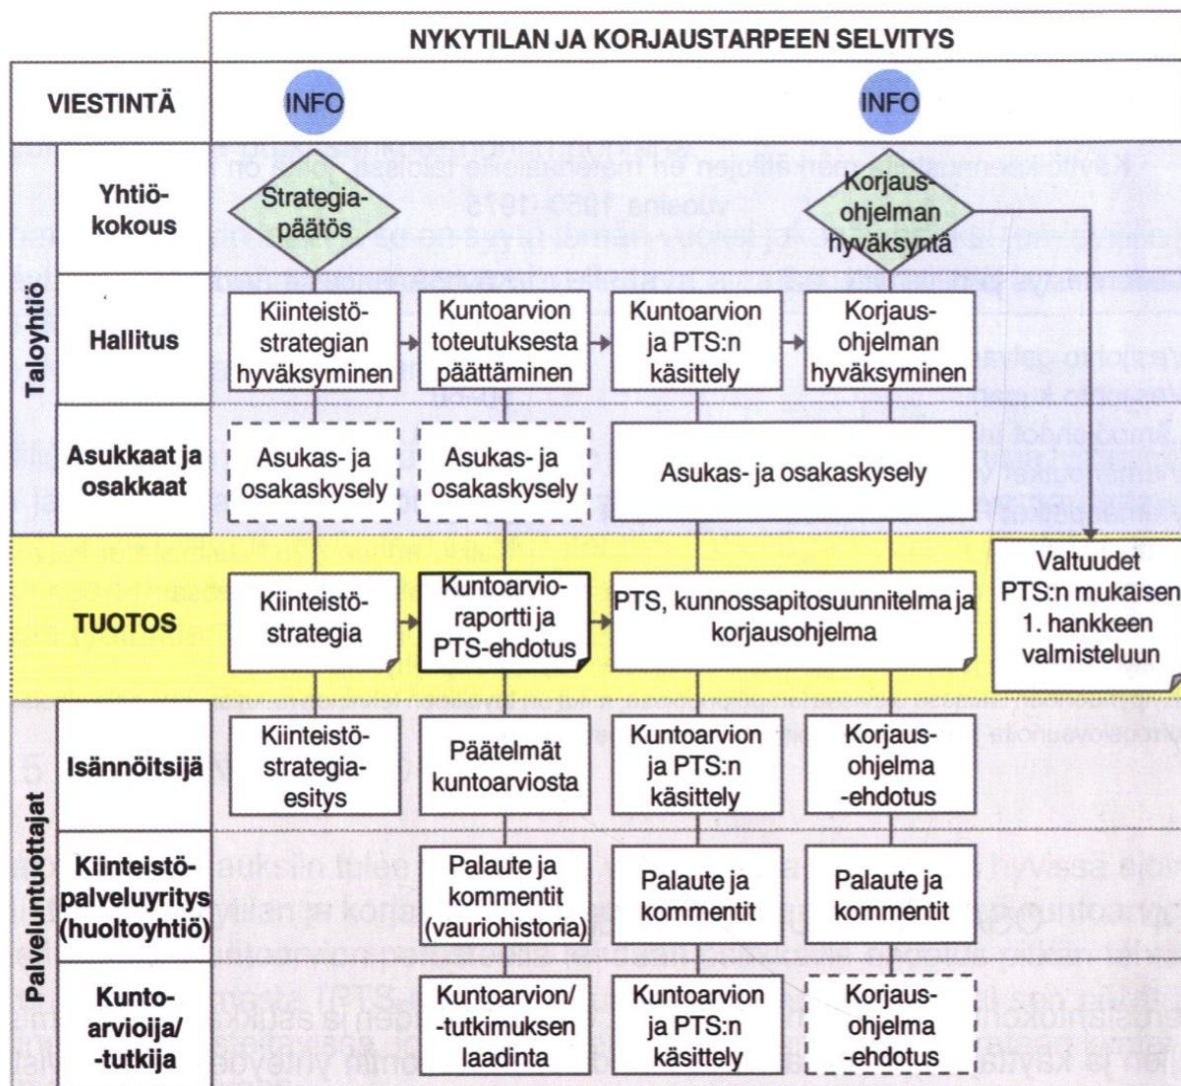 NYKYTILAN JA KORJAUSTARPEEN SELVITYS
VIESTINTÄ
INFO
INFO
Taloyhtiö
Yhtiö-
kokous
Strategia-
päätös
Korjaus-
ohjelman
hyväksyntä
Hallitus
Kiinteistö-
strategian
hyväksyminen
Kuntoarvion
toteutuksesta
päättäminen
Kuntoarvion
ja PTS:n
käsittely
Korjaus-
ohjelman
hyväksyminen
Asukkaat ja
osakkaat
Asukas- ja
osakaskysely
Asukas- ja
osakaskysely
Asukas- ja osakaskysely
TUOTOS
Kiinteistö-
strategia
Kuntoarvio-
raportti ja
PTS-ehdotus
PTS, kunnossapitosuunnitelma ja
korjausohjelma
Valtuudet
PTS:n mukaisen
1. hankkeen
valmisteluun
Palveluntuottajat
Isännöitsijä
Kiinteistö-
strategia-
esitys
Päätelmät
kuntoarviosta
Kuntoarvion
ja PTS:n
käsittely
Korjaus-
ohjelma
-ehdotus
Kiinteistö-
palveluyritys
(huoltoyhtiö)
Palaute ja
kommentit
(vauriohistoria)
Palaute ja
kommentit
Palaute ja
kommentit
Kunto-
arvioija/
-tutkija
Kuntoarvion/
-tutkimuksen
laadinta
Kuntoarvion
ja PTS:n
käsittely
Korjaus-
ohjelma
-ehdotus